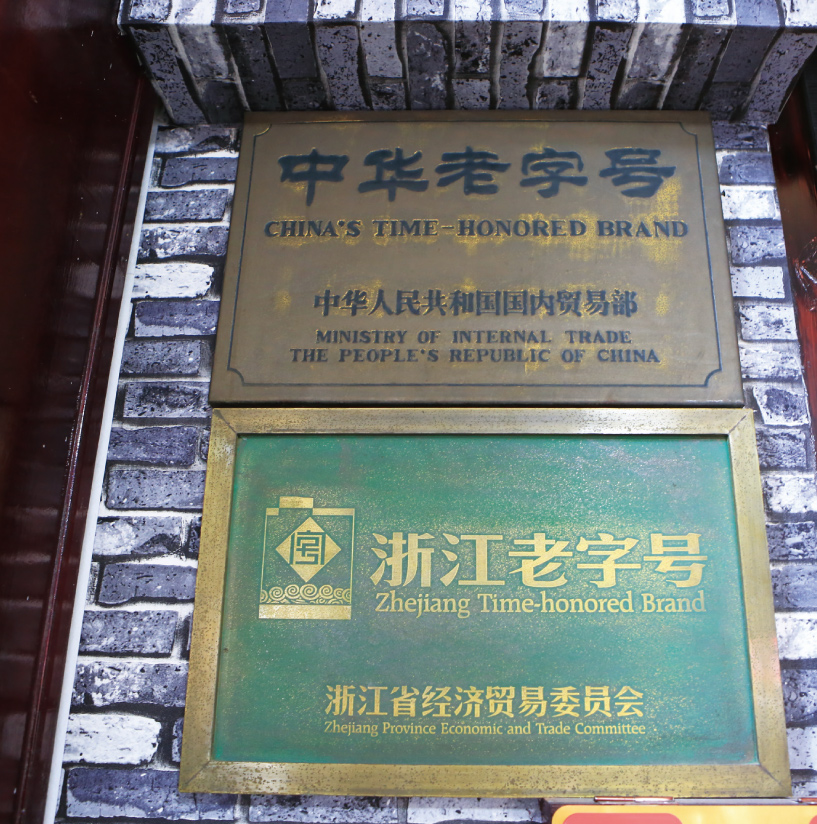 中华老字号
CHINA'S TIME-HONORED BRAND
中华人民共和国国内贸易部
MINISTRY OF INTERNAL TRADE
THE PEOPLE'S REPUBLIC OF CHINA
字号
浙江老字号
Zhejiang Time-honored Brand
浙江省经济贸易委员会
Zhejiang Province Economic and Trade Committee